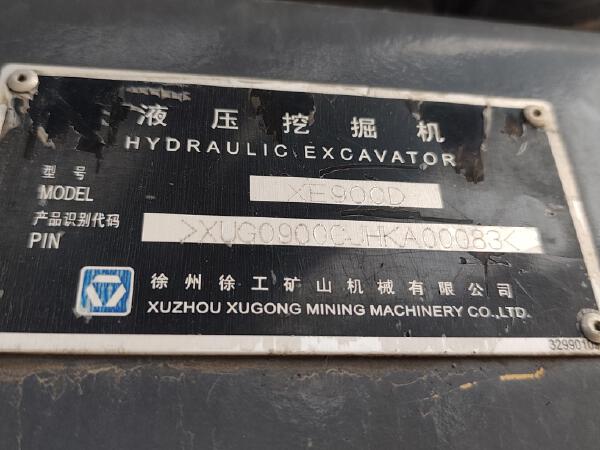 液压挖掘机
HYDRAULIC EXCAVATOR
型号
MODEL XE900D
产品识别代码
PIN >XUG0900CJHKA00083<
徐州徐工矿山机械有限公司
XUZHOU XUGONG MINING MACHINERY CO.,LTD.